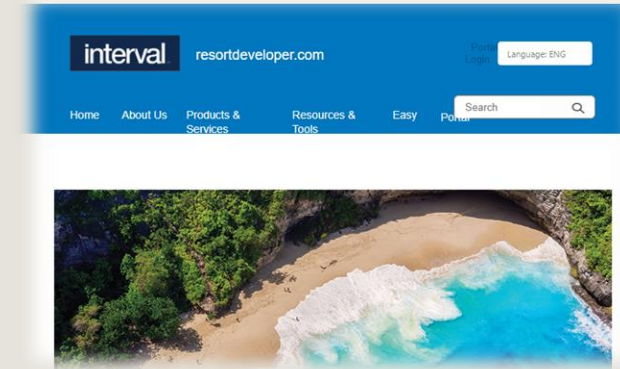 interval
resortdeveloper.com
Portal
Login
Language: ENG
Search
Home
About Us
Products &
Services
Resources &
Tools
Easy
Portal